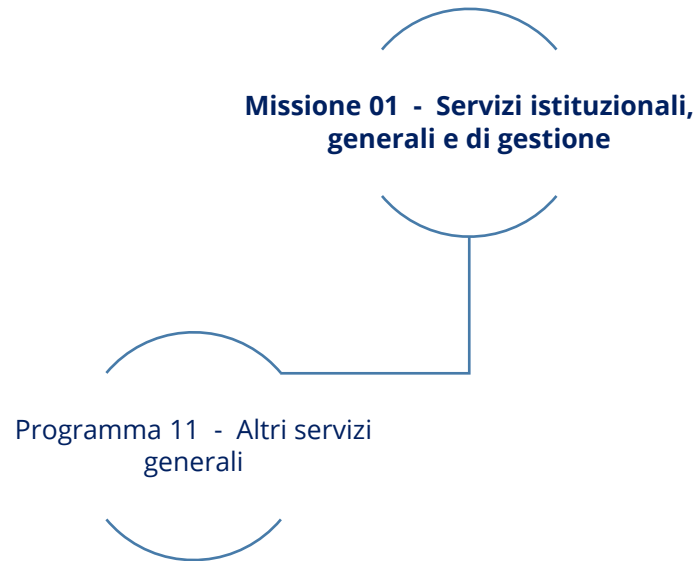 Missione 01 - Servizi istituzionali,
generali e di gestione
Programma 11 - Altri servizi
generali